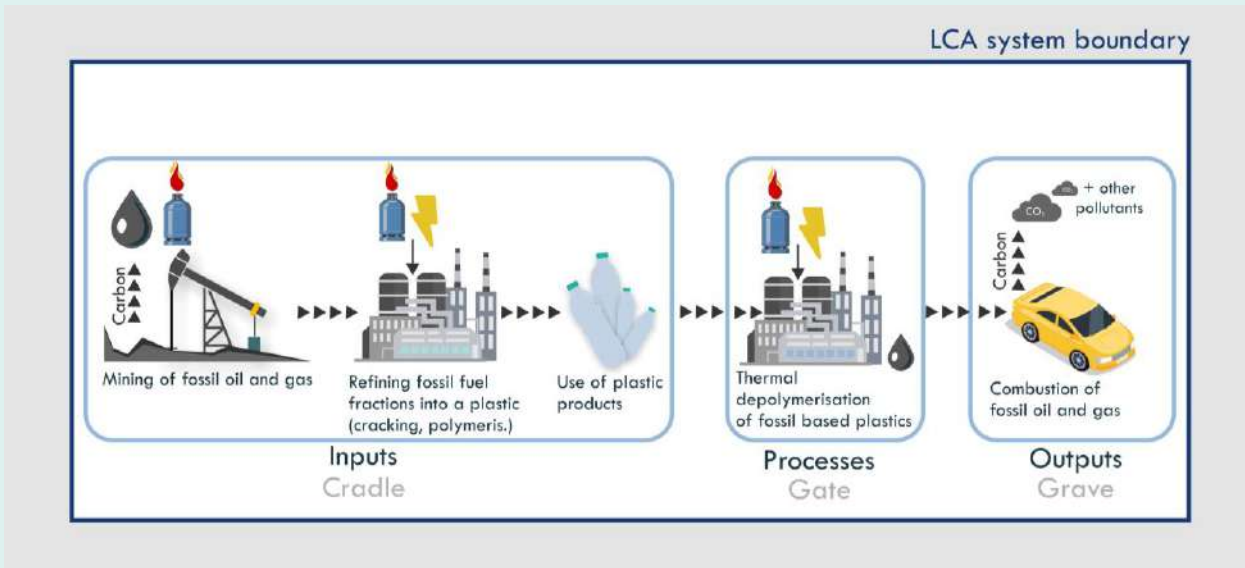 LCA system boundary
Carbon
Mining of fossil oil and gas
Refining fossil fuel
fractions into a plastic
(cracking, polymeris.)
Use of plastic
products
Inputs
Cradle
Thermal
depolymerisation
of fossil based plastics
Processes
Gate
CO₂
+ other
pollutants
Carbon
Combustion of
fossil oil and gas
Outputs
Grave